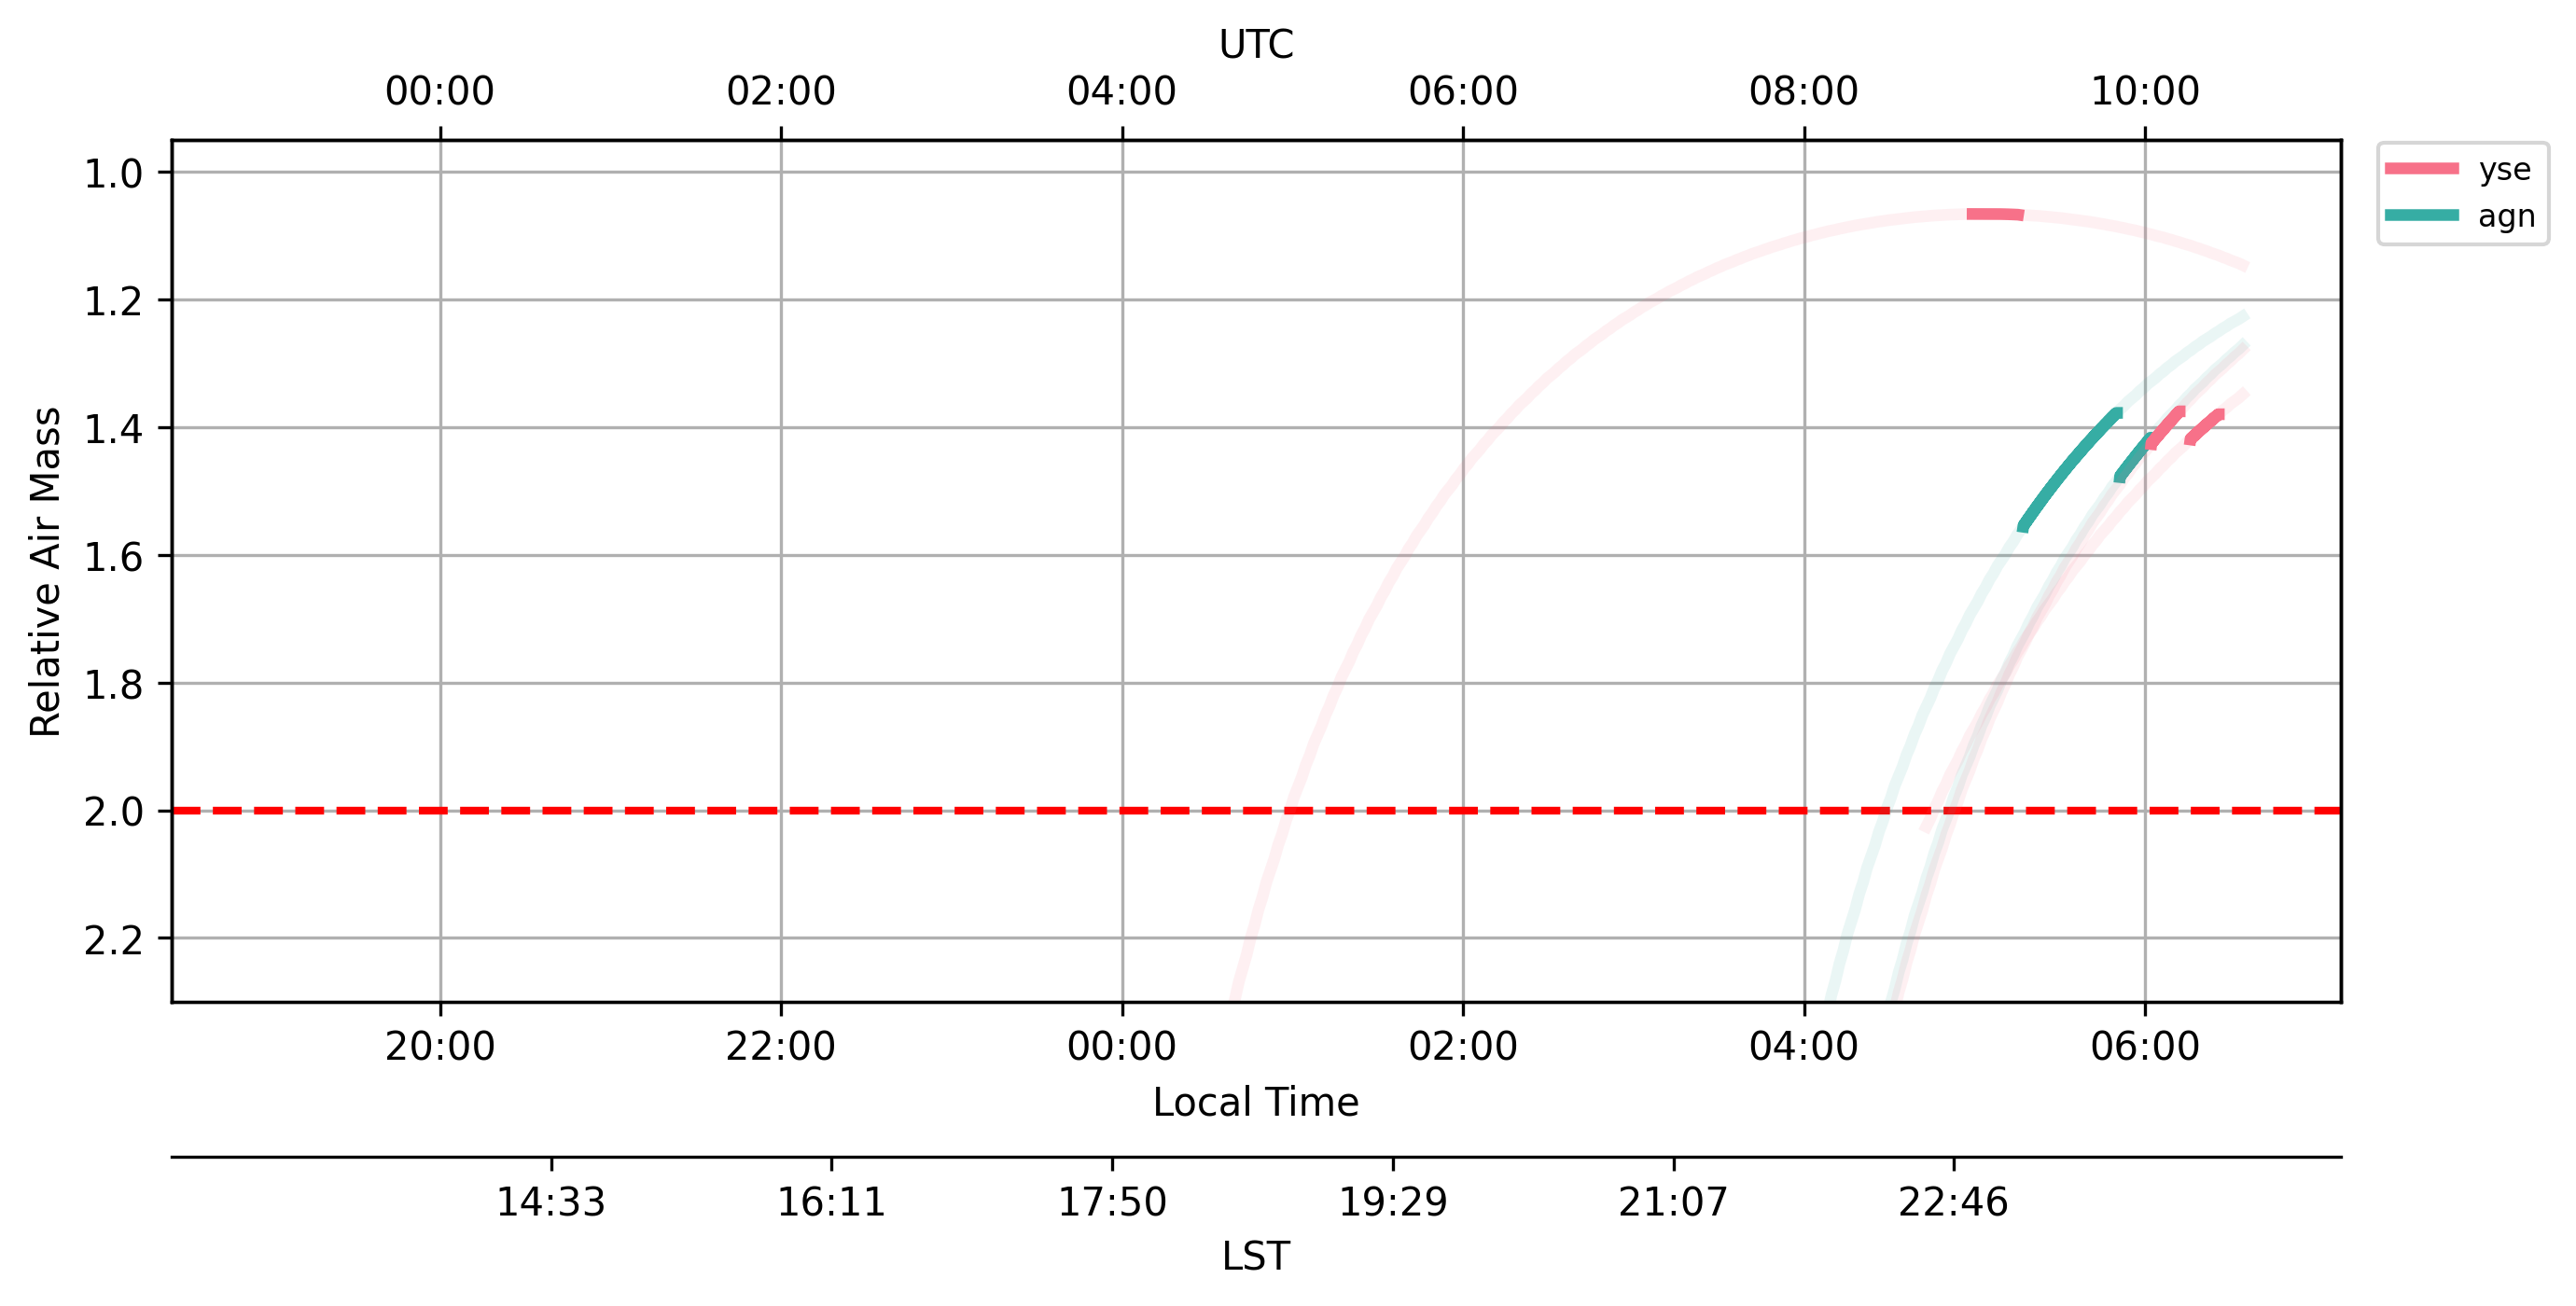 UTC
00:00 02:00 04:00 06:00 08:00 10:00
yse
agn
1.0
1.2
1.4
1.6
1.8
2.0
2.2
Relative Air Mass
20:00 22:00 00:00 02:00 04:00 06:00
Local Time
14:33 16:11 17:50 19:29 21:07 22:46
LST